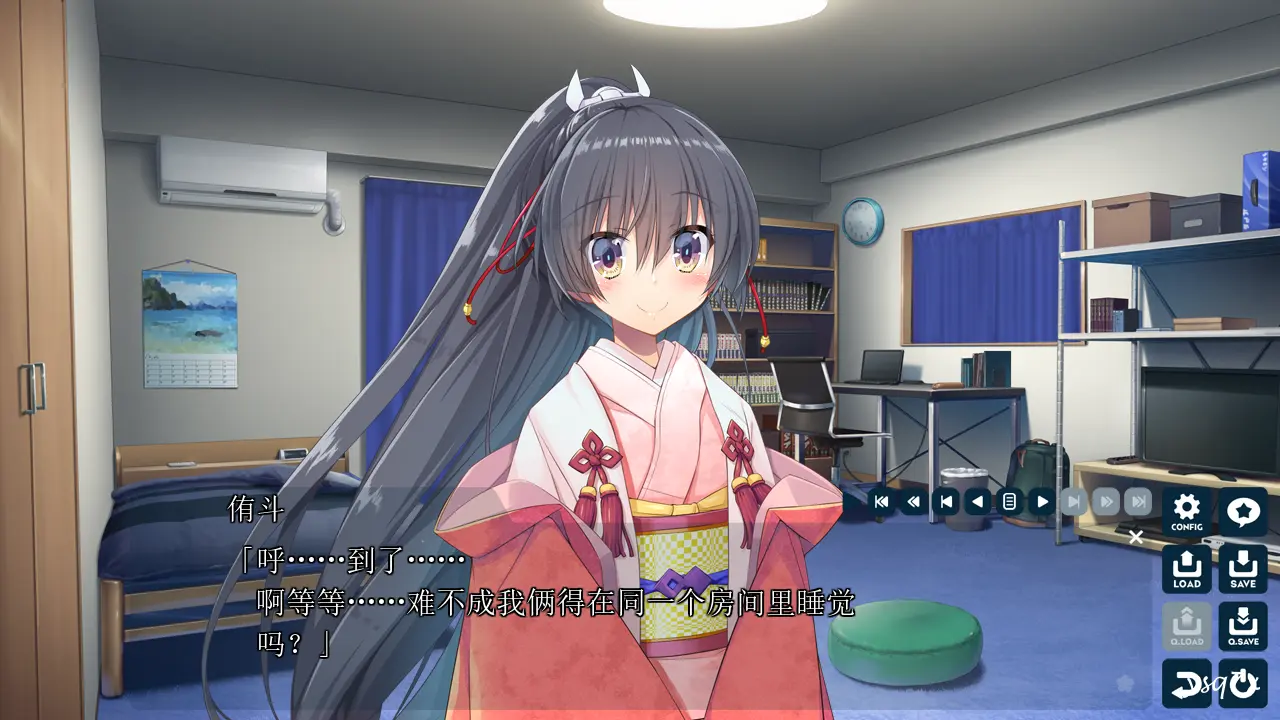 侑斗
「呼……到了……
啊等等……难不成我俩得在同一个房间里睡觉
吗？」
CONFIG
LOAD
SAVE
Q.LOAD
Q.SAVE